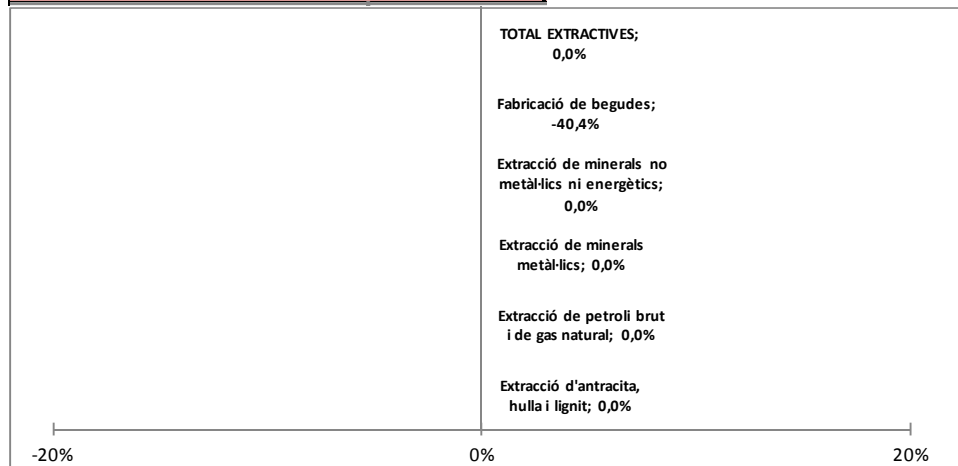 TOTAL EXTRACTIVES;
0,0%
Fabricació de begudes;
-40,4%
Extracció de minerals no
metàl·lics ni energètics;
0,0%
Extracció de minerals
metàl·lics; 0,0%
Extracció de petroli brut
i de gas natural; 0,0%
Extracció d'antracita,
hulla i lignit; 0,0%
-20%
0%
20%